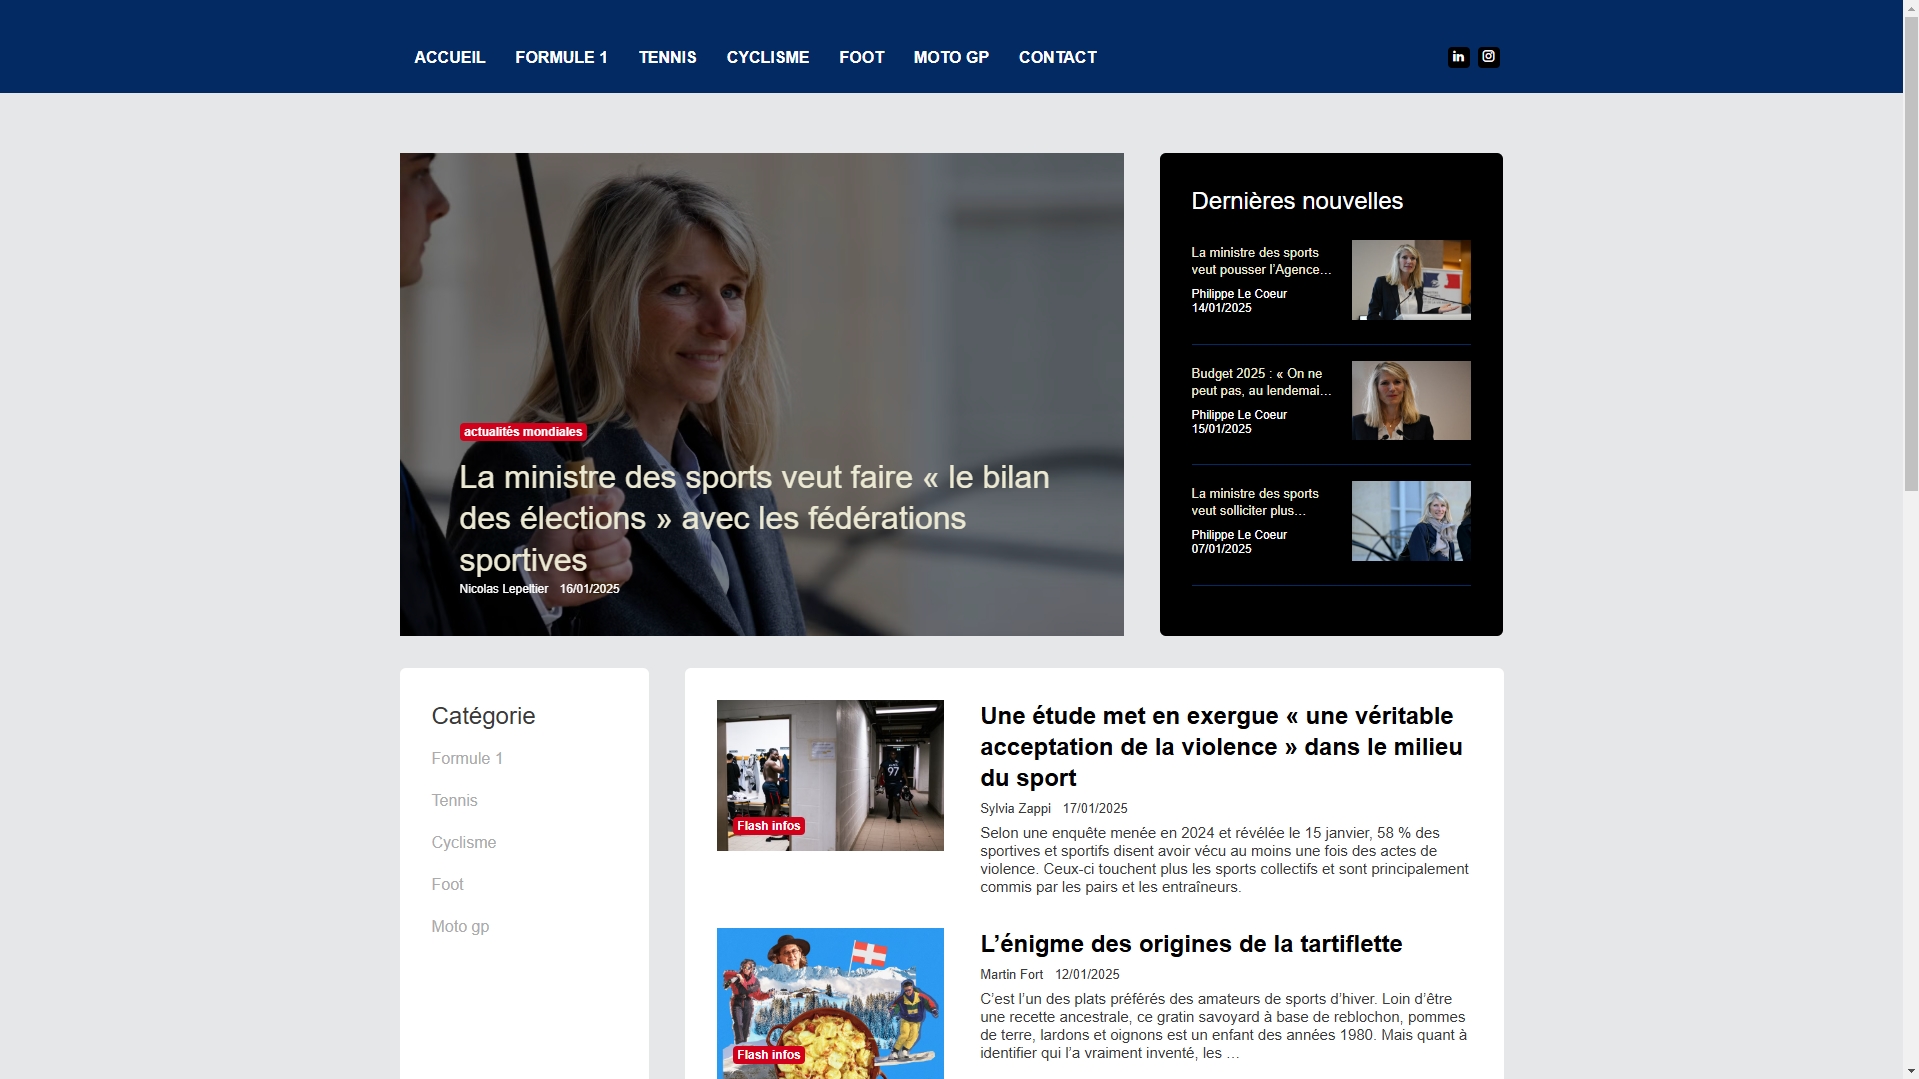 ACCUEIL FORMULE 1 TENNIS CYCLISME FOOT MOTO GP CONTACT
in
actualités mondiales
La ministre des sports veut faire « le bilan
des élections » avec les fédérations
sportives
Nicolas Lepeltier 16/01/2025
Dernières nouvelles
La ministre des sports
veut pousser l’Agence…
Philippe Le Coeur
14/01/2025
Budget 2025 : « On ne
peut pas, au lendemai…
Philippe Le Coeur
15/01/2025
La ministre des sports
veut solliciter plus…
Philippe Le Coeur
07/01/2025
Catégorie
Formule 1
Tennis
Cyclisme
Foot
Moto gp
97
Flash infos
Une étude met en exergue « une véritable
acceptation de la violence » dans le milieu
du sport
Sylvia Zappi 17/01/2025
Selon une enquête menée en 2024 et révélée le 15 janvier, 58 % des
sportives et sportifs disent avoir vécu au moins une fois des actes de
violence. Ceux-ci touchent plus les sports collectifs et sont principalement
commis par les pairs et les entraîneurs.
Flash infos
L’énigme des origines de la tartiflette
Martin Fort 12/01/2025
C’est l’un des plats préférés des amateurs de sports d’hiver. Loin d’être
une recette ancestrale, ce gratin savoyard à base de reblochon, pommes
de terre, lardons et oignons est un enfant des années 1980. Mais quant à
identifier qui l’a vraiment inventé, les …